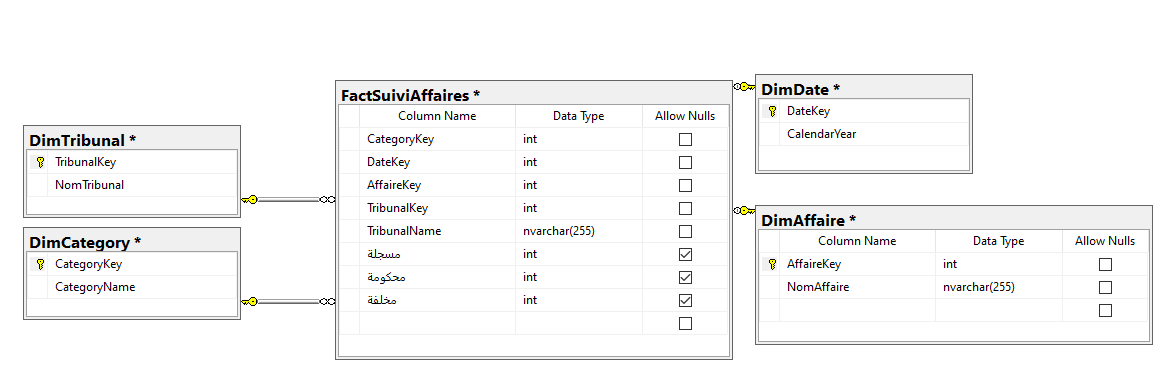 DimTribunal *
TribunalKey
NomTribunal
DimCategory *
CategoryKey
CategoryName
FactSuiviAffaires *
Column Name Data Type Allow Nulls
CategoryKey int
DateKey int
AffaireKey int
TribunalKey int
TribunalName nvarchar(255)
مسجلة int
محكومة int
مخلفة int
DimDate *
DateKey
CalendarYear
DimAffaire *
Column Name Data Type Allow Nulls
AffaireKey int
NomAffaire nvarchar(255)